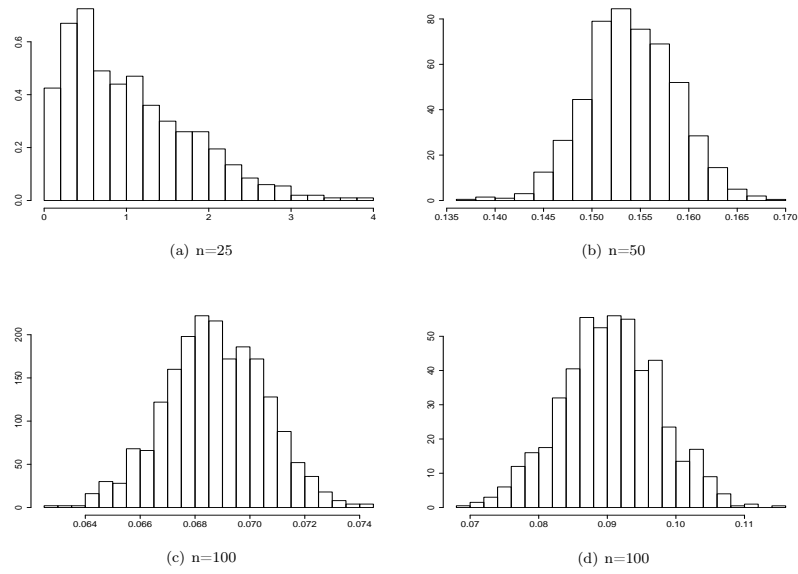 0.0 0.2 0.4 0.6
0 1 2 3 4
(a) n=25
0 20 40 60 80
0.135 0.140 0.145 0.150 0.155 0.160 0.165 0.170
(b) n=50
0 50 100 150 200
0.064 0.066 0.068 0.070 0.072 0.074
(c) n=100
0 10 20 30 40 50
0.07 0.08 0.09 0.10 0.11
(d) n=100